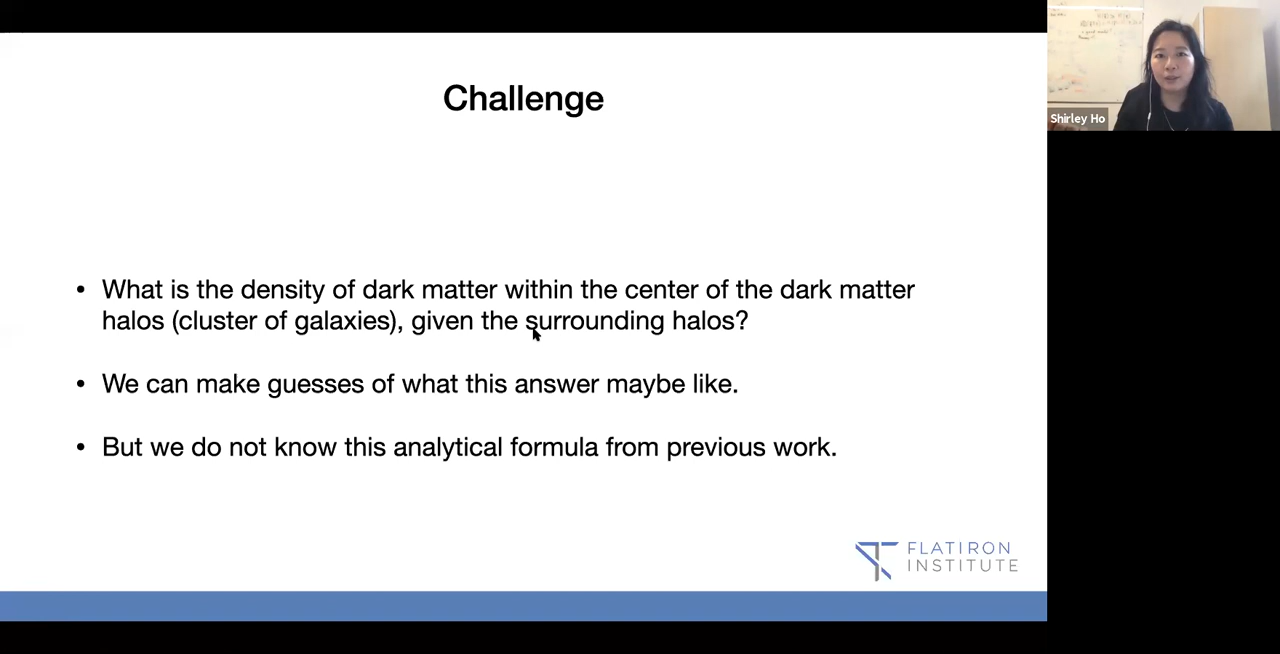 Challenge
• What is the density of dark matter within the center of the dark matter
halos (cluster of galaxies), given the surrounding halos?
• We can make guesses of what this answer maybe like.
• But we do not know this analytical formula from previous work.
FLATIRON
INSTITUTE
Shirley Ho